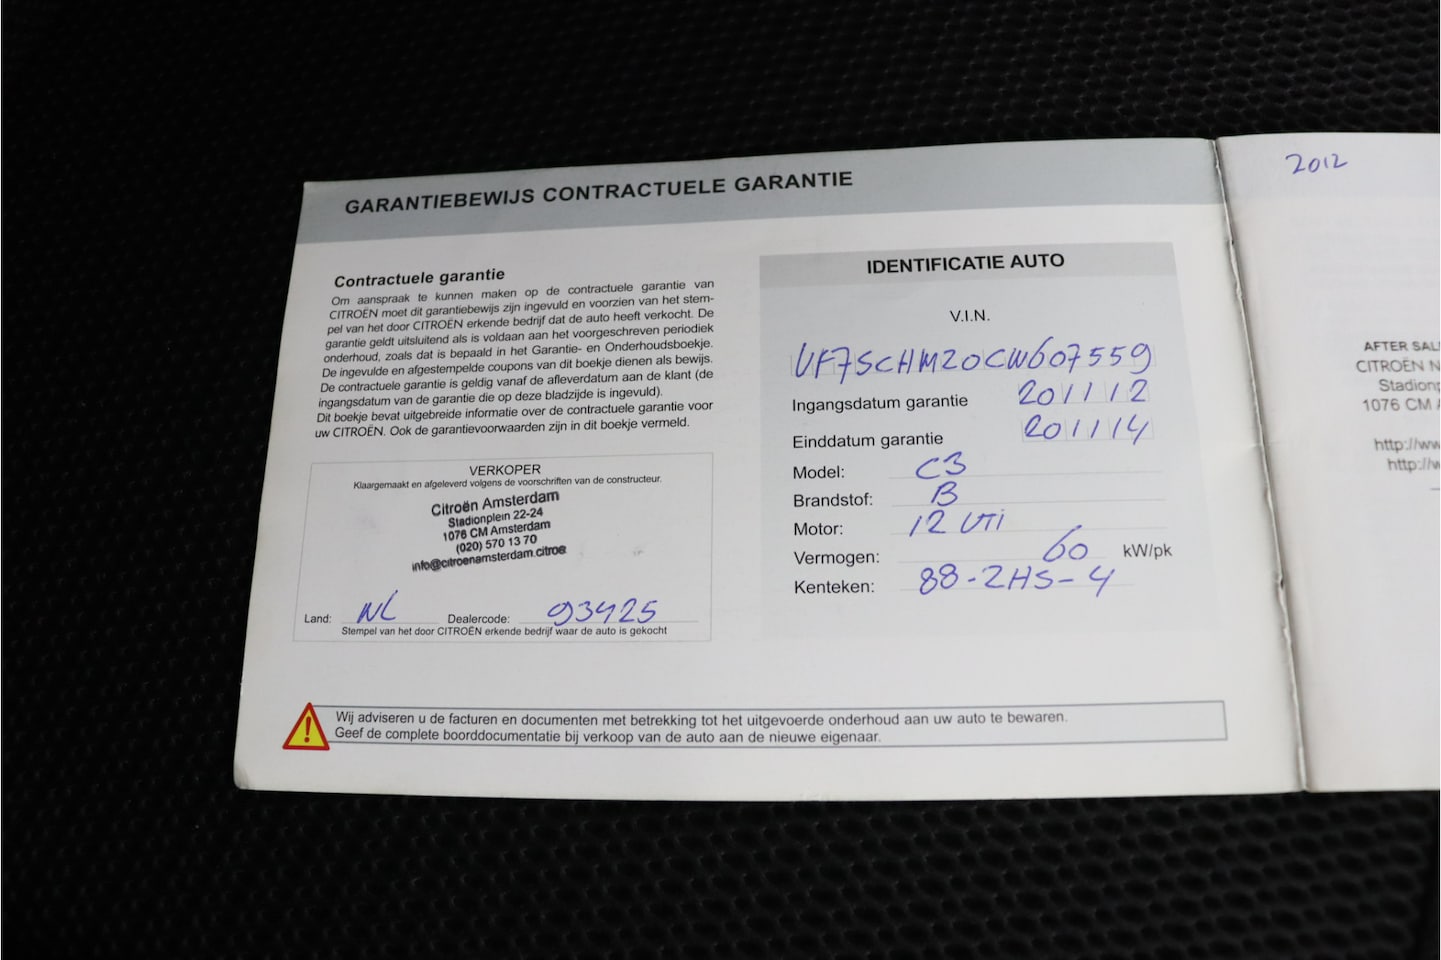 GARANTIEBEWIJS CONTRACTUELE GARANTIE
Contractuele garantie
Om aanspraak te kunnen maken op de contractuele garantie van
CITROËN moet dit garantiebewijs zijn ingevuld en voorzien van het stem-
pel van het door CITROËN erkende bedrijf dat de auto heeft verkocht. De
garantie geldt uitsluitend als is voldaan aan het voorgeschreven periodiek
onderhoud, zoals dat is bepaald in het Garantie- en Onderhoudsboekje.
De ingevulde en afgestempelde coupons van dit boekje dienen als bewijs.
De contractuele garantie is geldig vanaf de afleverdatum aan de klant (de
ingangsdatum van de garantie die op deze bladzijde is ingevuld).
Dit boekje bevat uitgebreide informatie over de contractuele garantie voor
uw CITROËN. Ook de garantievoorwaarden zijn in dit boekje vermeld.
VERKOPER
Klaargemaakt en afgeleverd volgens de voorschriften van de constructeur.
Citroën Amsterdam
Stadionplein 22-24
1076 CM Amsterdam
(020) 570 13 70
info@citroenamsterdam.citroe
Land: NL Dealercode: 93425
Stempel van het door CITROËN erkende bedrijf waar de auto is gekocht
IDENTIFICATIE AUTO
V.I.N.
VF7SCHMZ0CW607559
Ingangsdatum garantie 201112
Einddatum garantie 201114
Model: C3
Brandstof: B
Motor: 12 VTi
Vermogen: 60 kW/pk
Kenteken: 88-ZHS-4
Wij adviseren u de facturen en documenten met betrekking tot het uitgevoerde onderhoud aan uw auto te bewaren.
Geef de complete boorddocumentatie bij verkoop van de auto aan de nieuwe eigenaar.
2012
AFTER SAL
CITROËN N
Stadionp
1076 CM A
http://ww
http://w